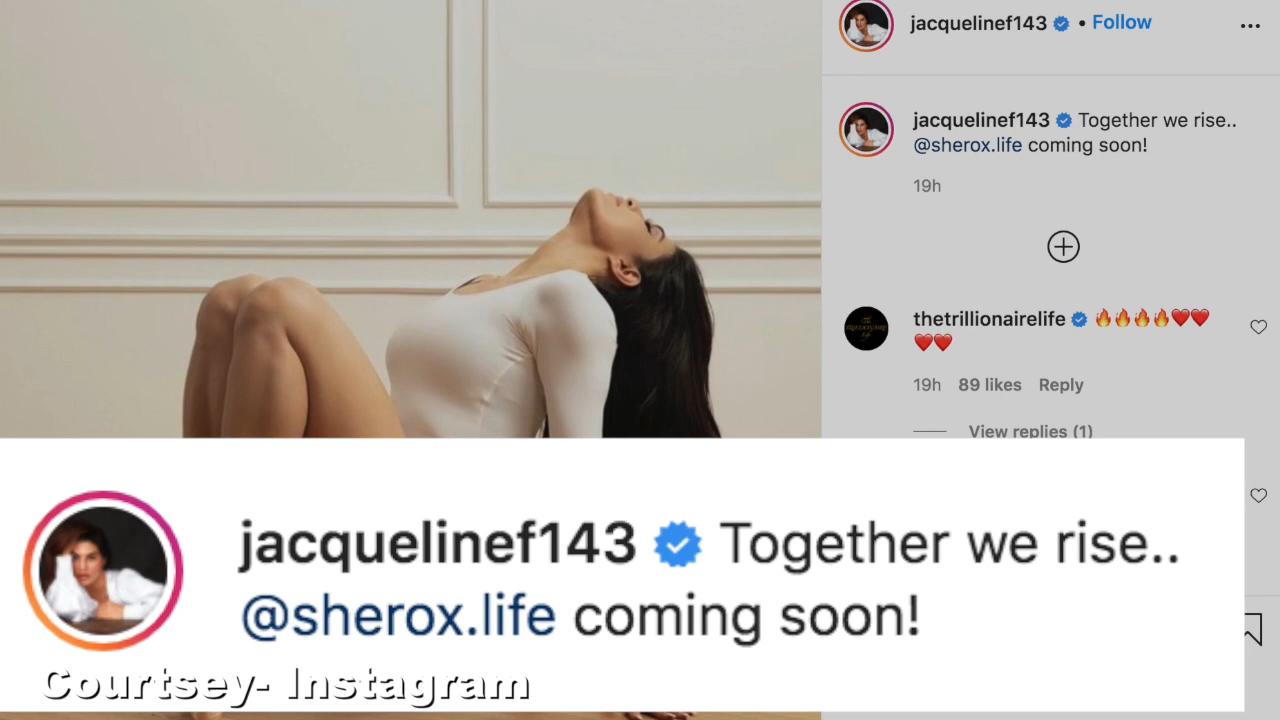 jacquelinef143 • Follow
jacquelinef143 Together we rise..
@sherox.life coming soon!
19h
thetrillionairelife 🔥🔥🔥🔥❤️❤️
❤️❤️
19h 89 likes Reply
View replies (1)
jacquelinef143 Together we rise..
@sherox.life coming soon!
Courtsey- Instagram